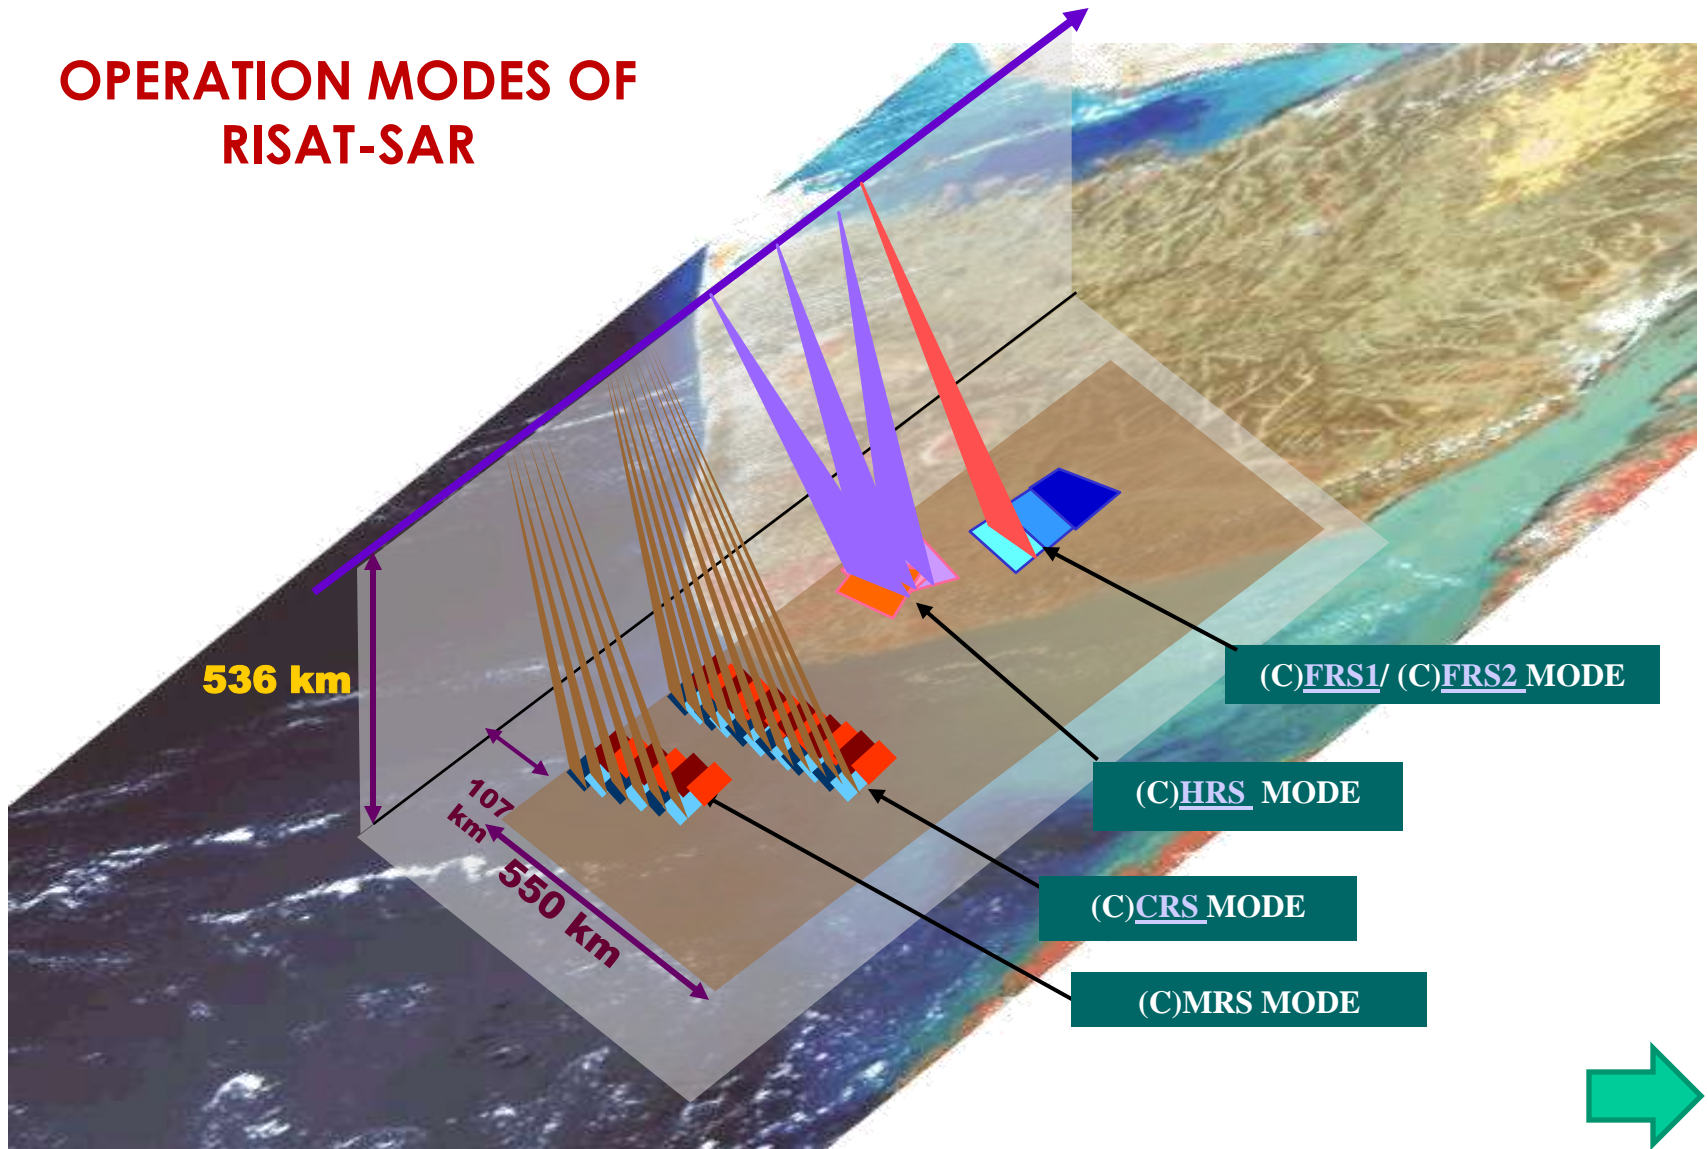 OPERATION MODES OF
RISAT-SAR
536 km
107
km
550 km
(C)FRS1/ (C)FRS2 MODE
(C)HRS MODE
(C)CRS MODE
(C)MRS MODE